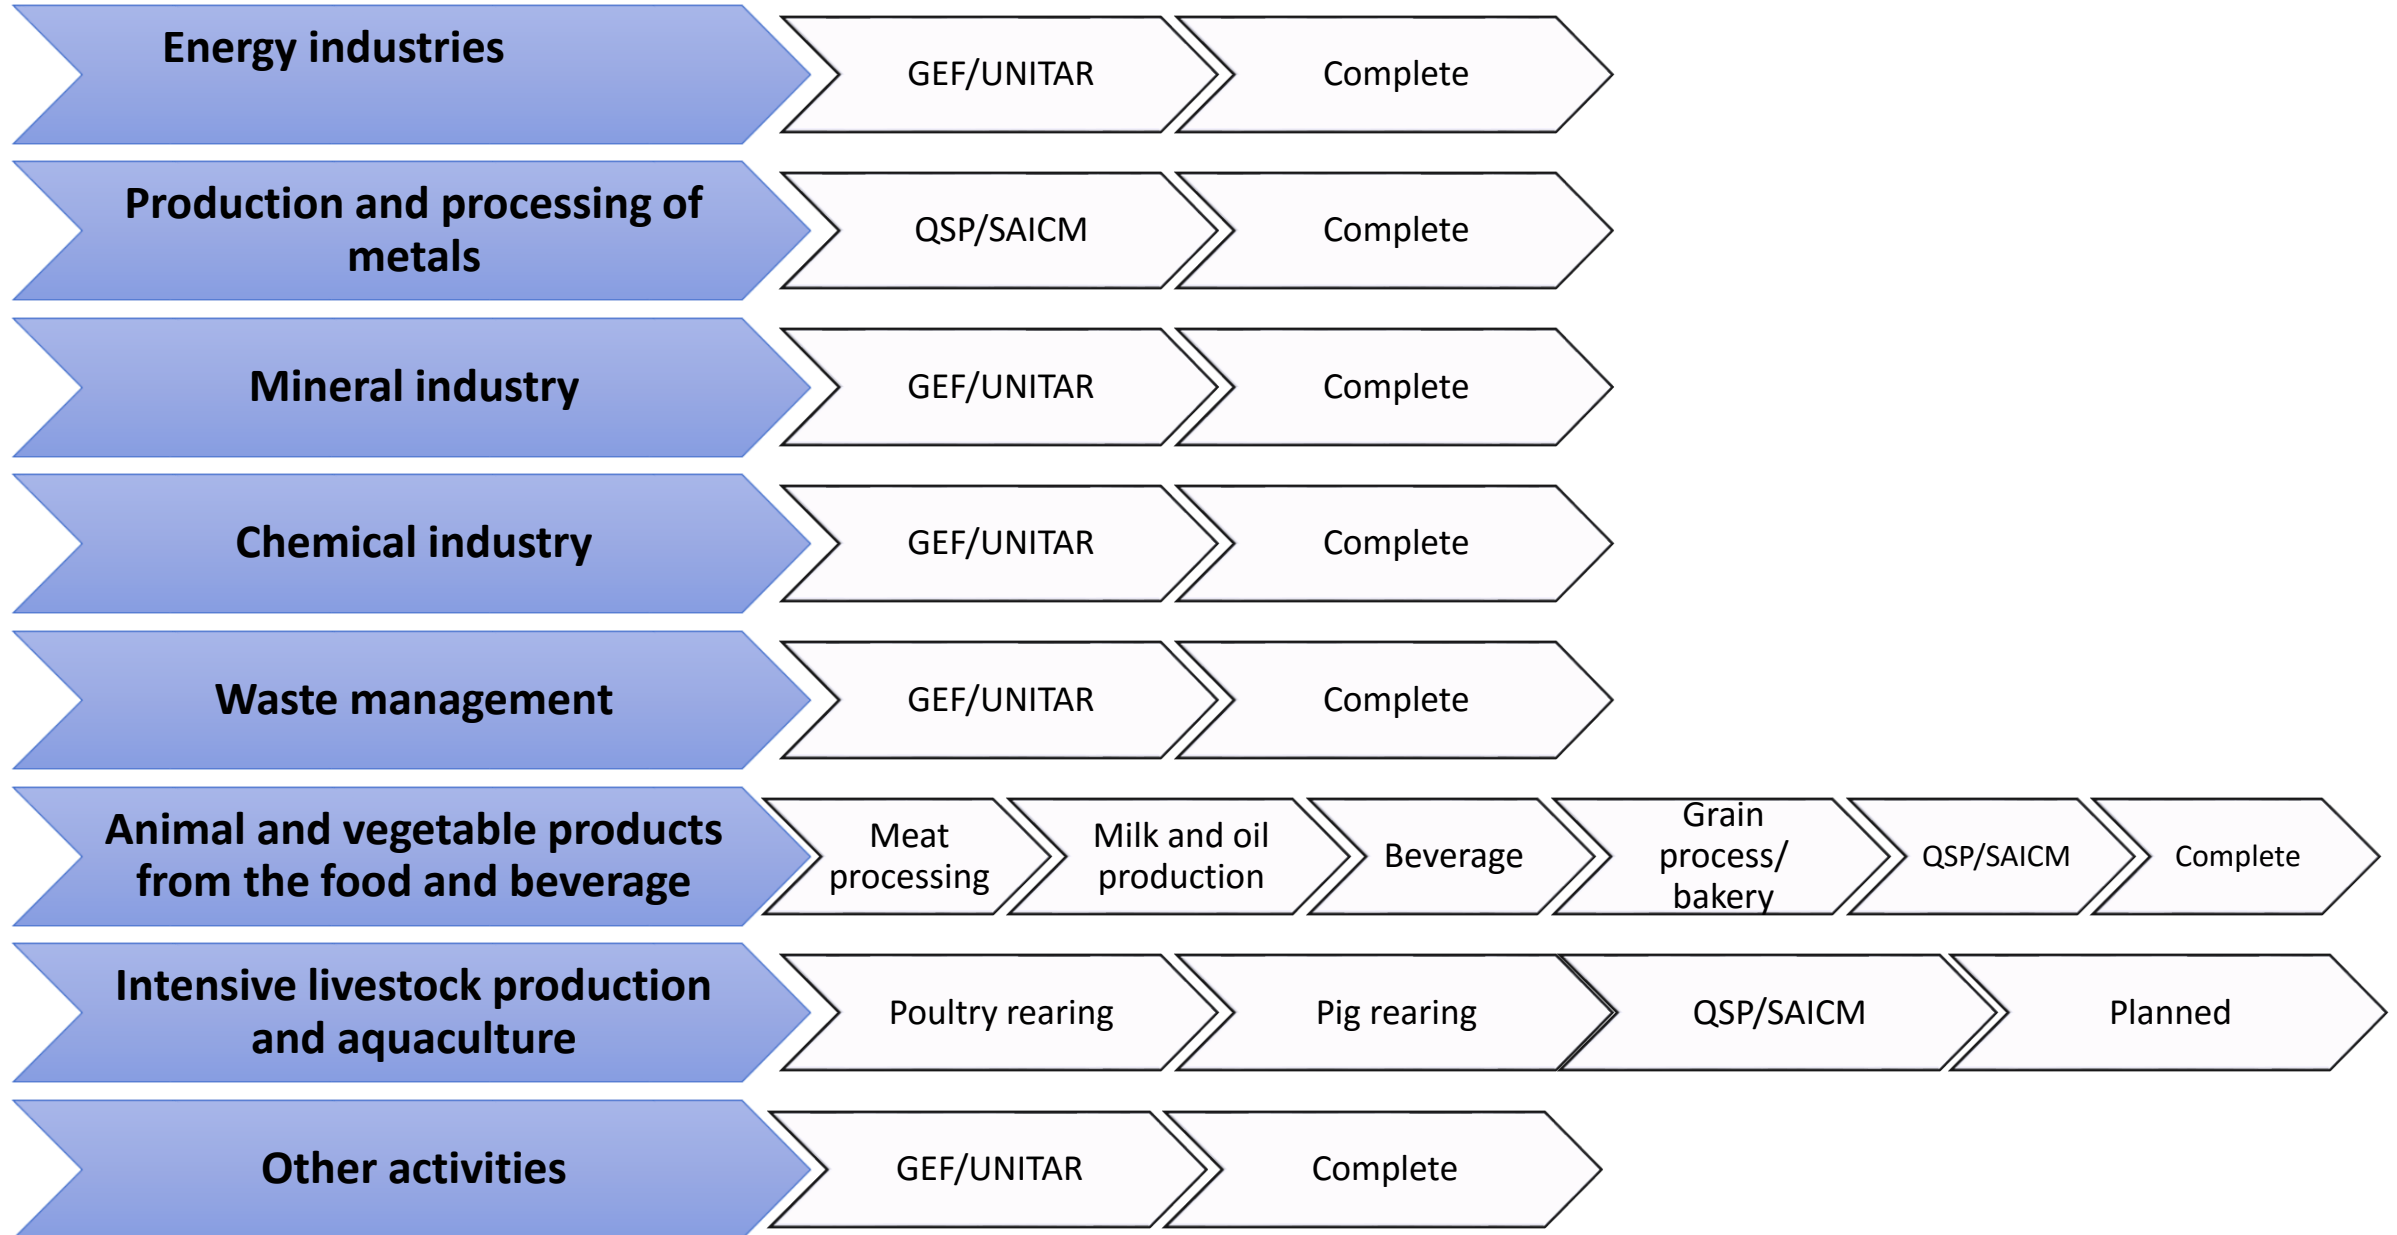 Energy industries
GEF/UNITAR
Complete
Production and processing of
metals
QSP/SAICM
Complete
Mineral industry
GEF/UNITAR
Complete
Chemical industry
GEF/UNITAR
Complete
Waste management
GEF/UNITAR
Complete
Animal and vegetable products
from the food and beverage
Meat
processing
Milk and oil
production
Beverage
Grain
process/
bakery
QSP/SAICM
Complete
Intensive livestock production
and aquaculture
Poultry rearing
Pig rearing
QSP/SAICM
Planned
Other activities
GEF/UNITAR
Complete